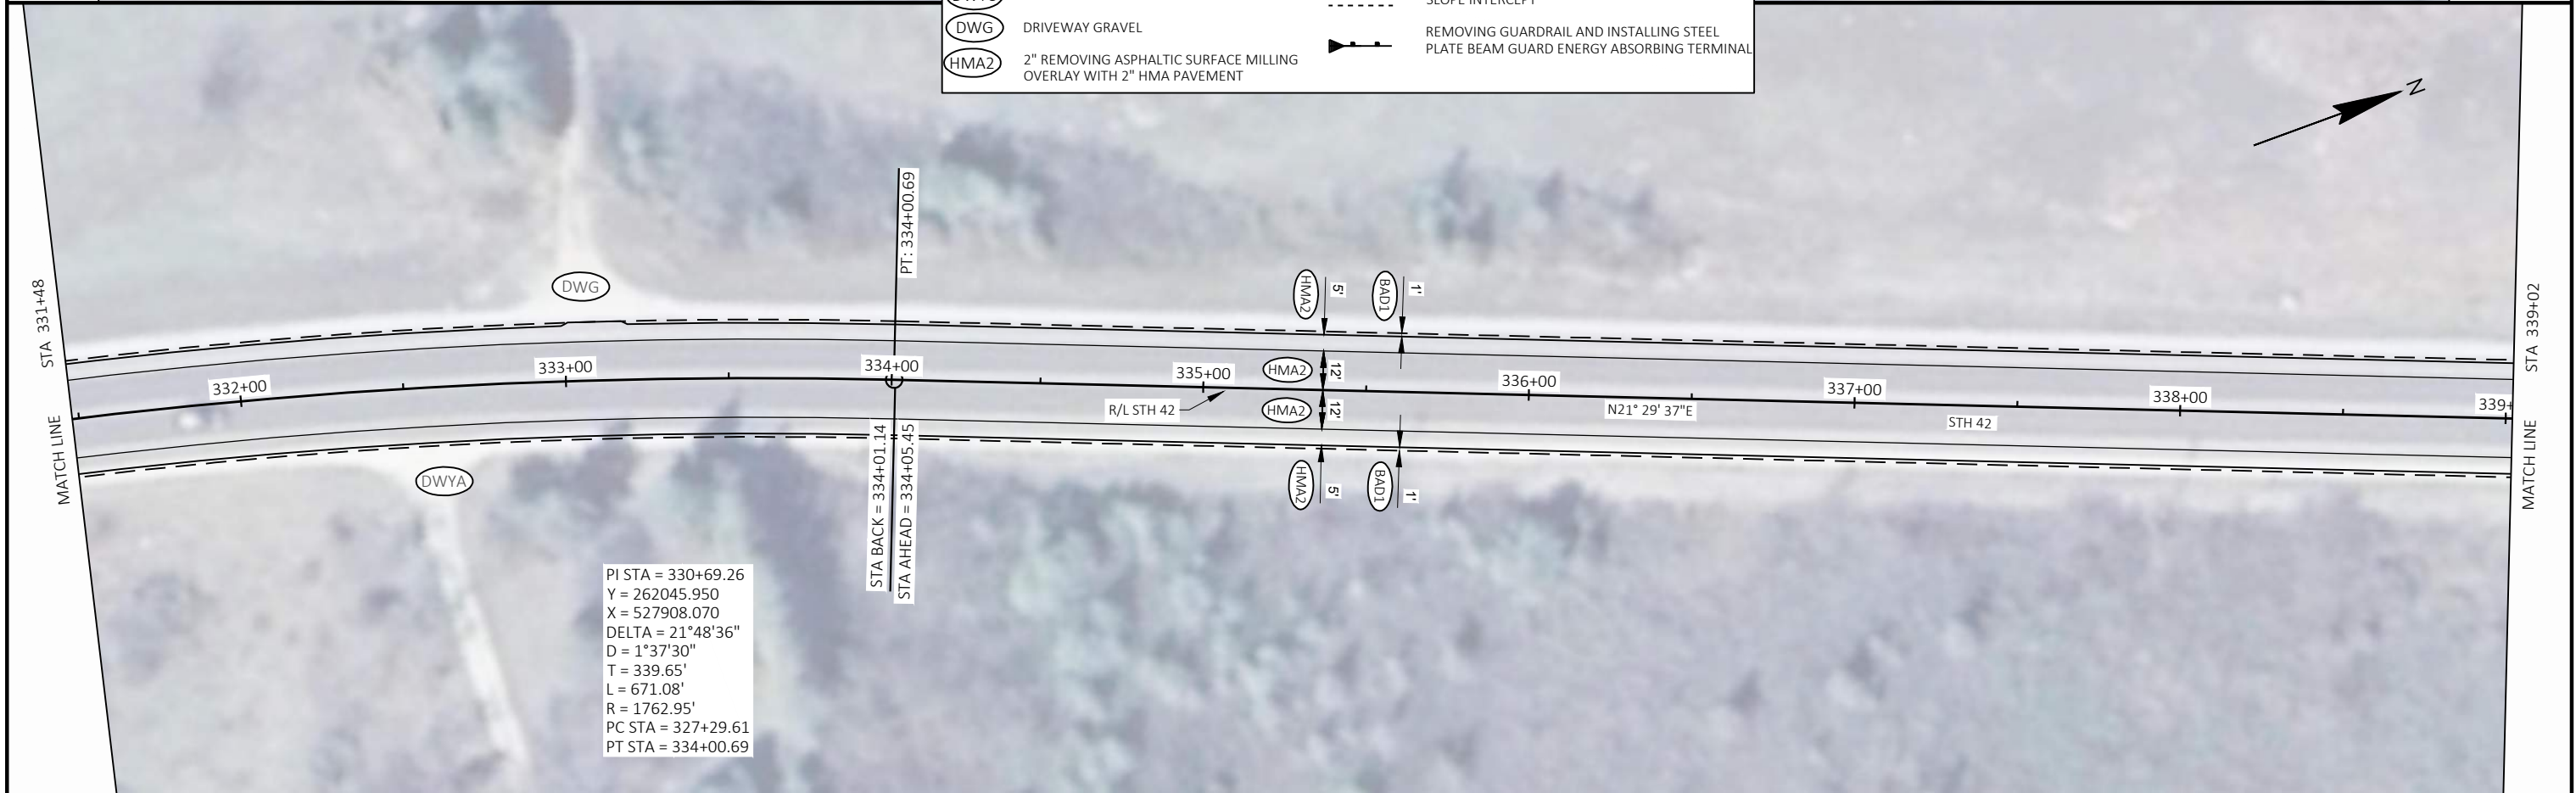 DWG
DRIVEWAY GRAVEL
HMA2
2" REMOVING ASPHALTIC SURFACE MILLING
OVERLAY WITH 2" HMA PAVEMENT
SLOPE INTERCEPT
REMOVING GUARDRAIL AND INSTALLING STEEL
PLATE BEAM GUARD ENERGY ABSORBING TERMINAL
N
STA 331+48
MATCH LINE
DWG
PT: 334+00.69
HMA2
5'
BAD1
1'
STA 339+02
MATCH LINE
332+00
333+00
334+00
335+00
336+00
337+00
338+00
339+
HMA2
12'
HMA2
12'
R/L STH 42
N21° 29' 37"E
STH 42
DWYA
STA BACK = 334+01.14
STA AHEAD = 334+05.45
HMA2
5'
BAD1
1'
PI STA = 330+69.26
Y = 262045.950
X = 527908.070
DELTA = 21°48'36"
D = 1°37'30"
T = 339.65'
L = 671.08'
R = 1762.95'
PC STA = 327+29.61
PT STA = 334+00.69